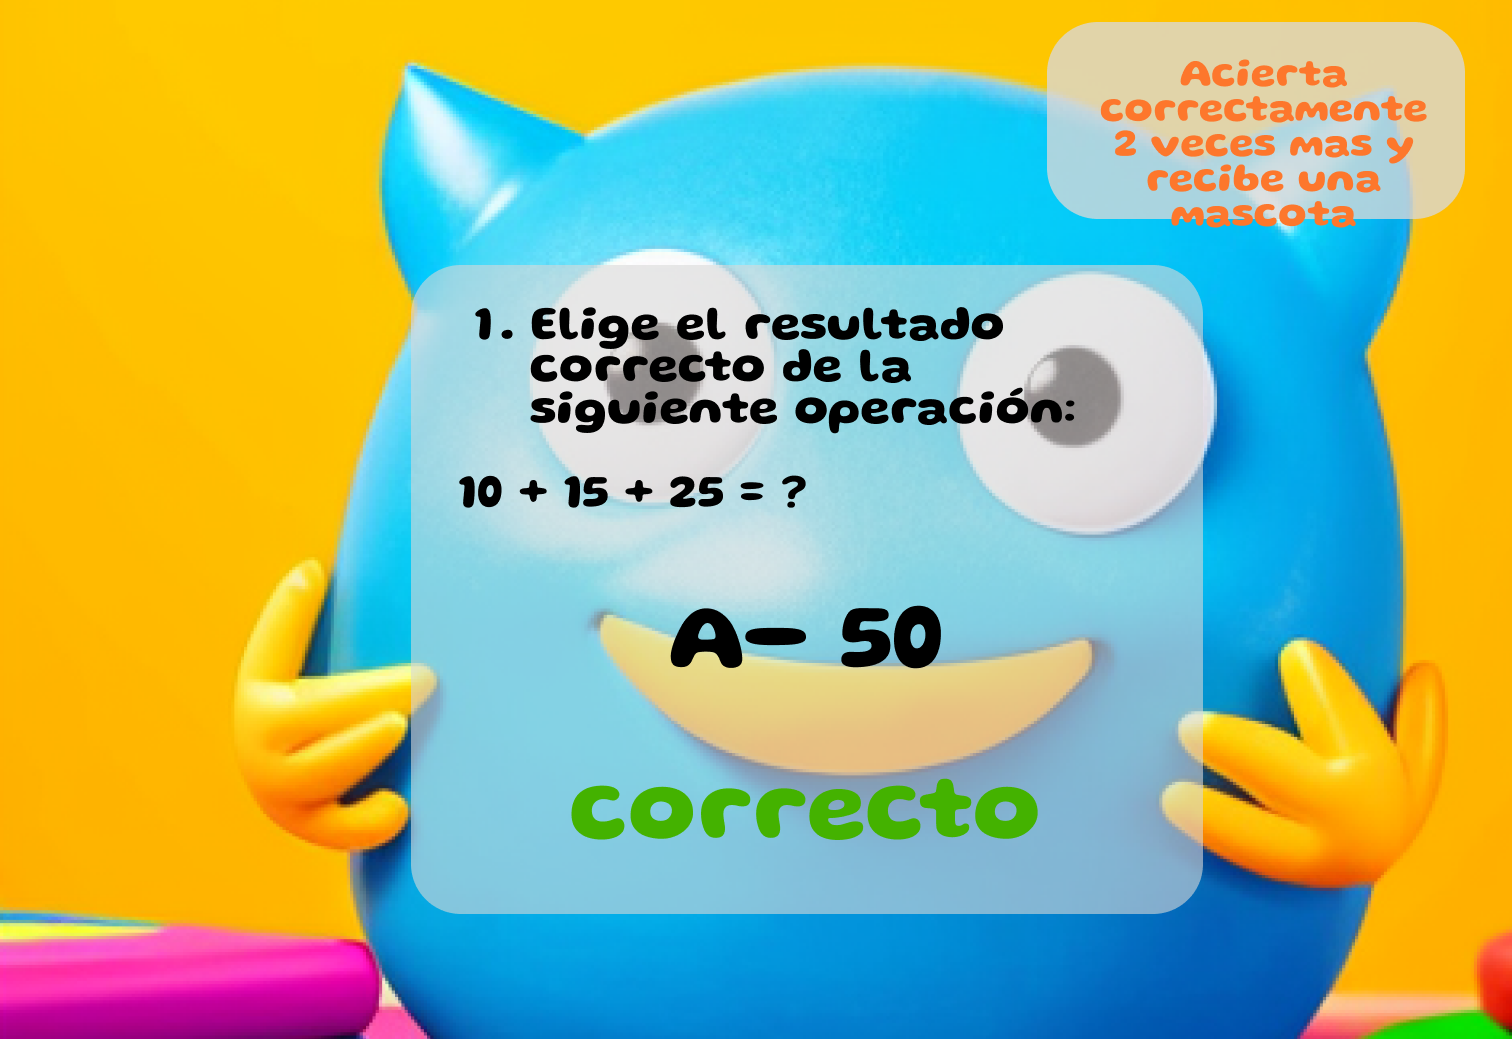 Acierta
correctamente
2 veces mas y
recibe una
mascota
1. Elige el resultado
correcto de la
siguiente operación:
10 + 15 + 25 = ?
A- 50
correcto